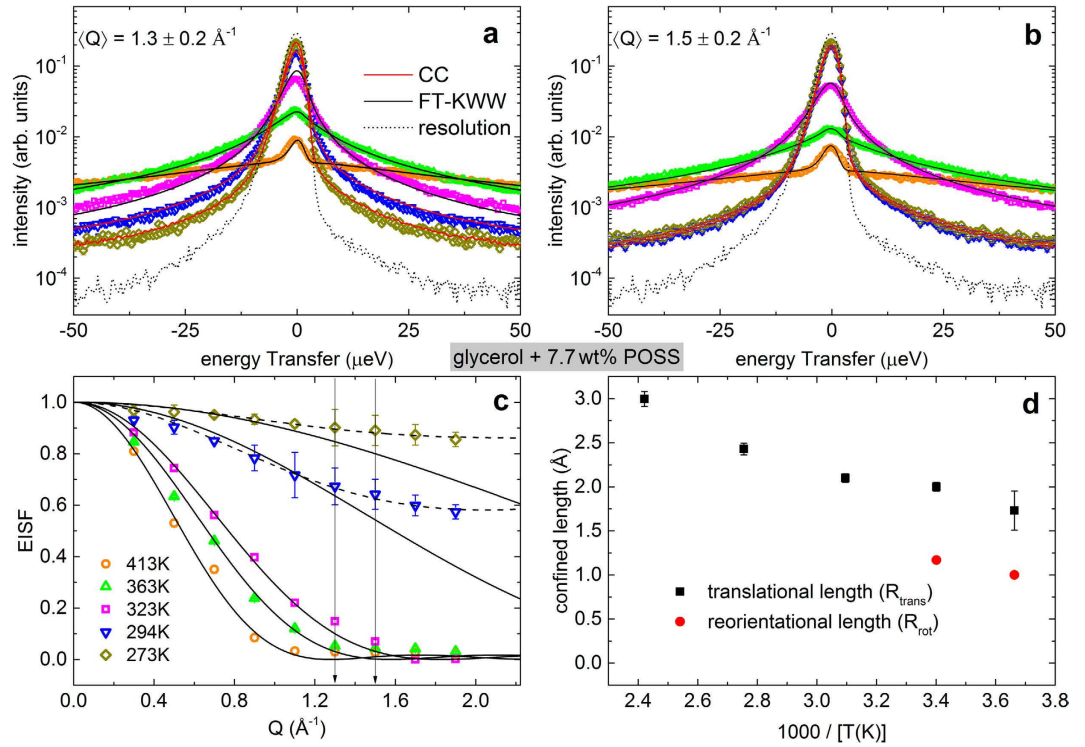 ⟨Q⟩ = 1.3 ± 0.2 Å⁻¹
a
CC
FT-KWW
resolution
intensity (arb. units)
10⁻¹
10⁻²
10⁻³
10⁻⁴
-50 -25 0 25 50
energy Transfer (μeV)
⟨Q⟩ = 1.5 ± 0.2 Å⁻¹
b
intensity (arb. units)
10⁻¹
10⁻²
10⁻³
10⁻⁴
-50 -25 0 25 50
energy Transfer (μeV)
glycerol + 7.7 wt% POSS
c
EISF
1.0
0.8
0.6
0.4
0.2
0.0
413K
363K
323K
294K
273K
0.0 0.4 0.8 1.2 1.6 2.0
Q (Å⁻¹)
d
confined length (Å)
3.0
2.5
2.0
1.5
1.0
0.5
0.0
translational length (R_trans)
reorientational length (R_rot)
2.4 2.6 2.8 3.0 3.2 3.4 3.6 3.8
1000 / [T(K)]